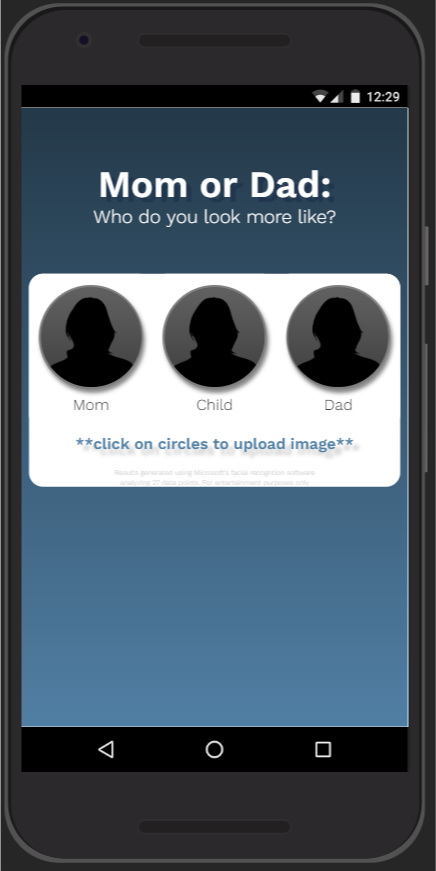 12:29
Mom or Dad:
Who do you look more like?
Mom
Child
Dad
**click on circles to upload image**
Results generated using Microsoft's facial recognition software
analyzing 27 data points. For entertainment purposes only.